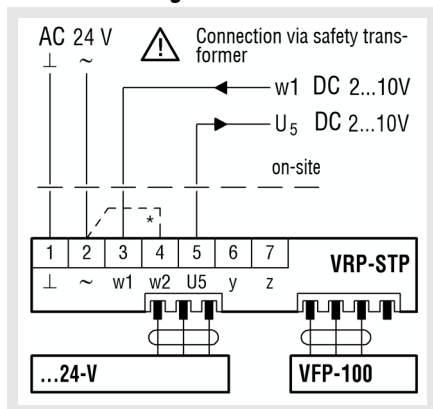 AC 24 V
⊥ ~
Connection via safety trans-
former
w1 DC 2...10V
U5 DC 2...10V
on-site
*
1 2 3 4 5 6 7
⊥ ~ w1 w2 U5 y z
VRP-STP
...24-V
VFP-100